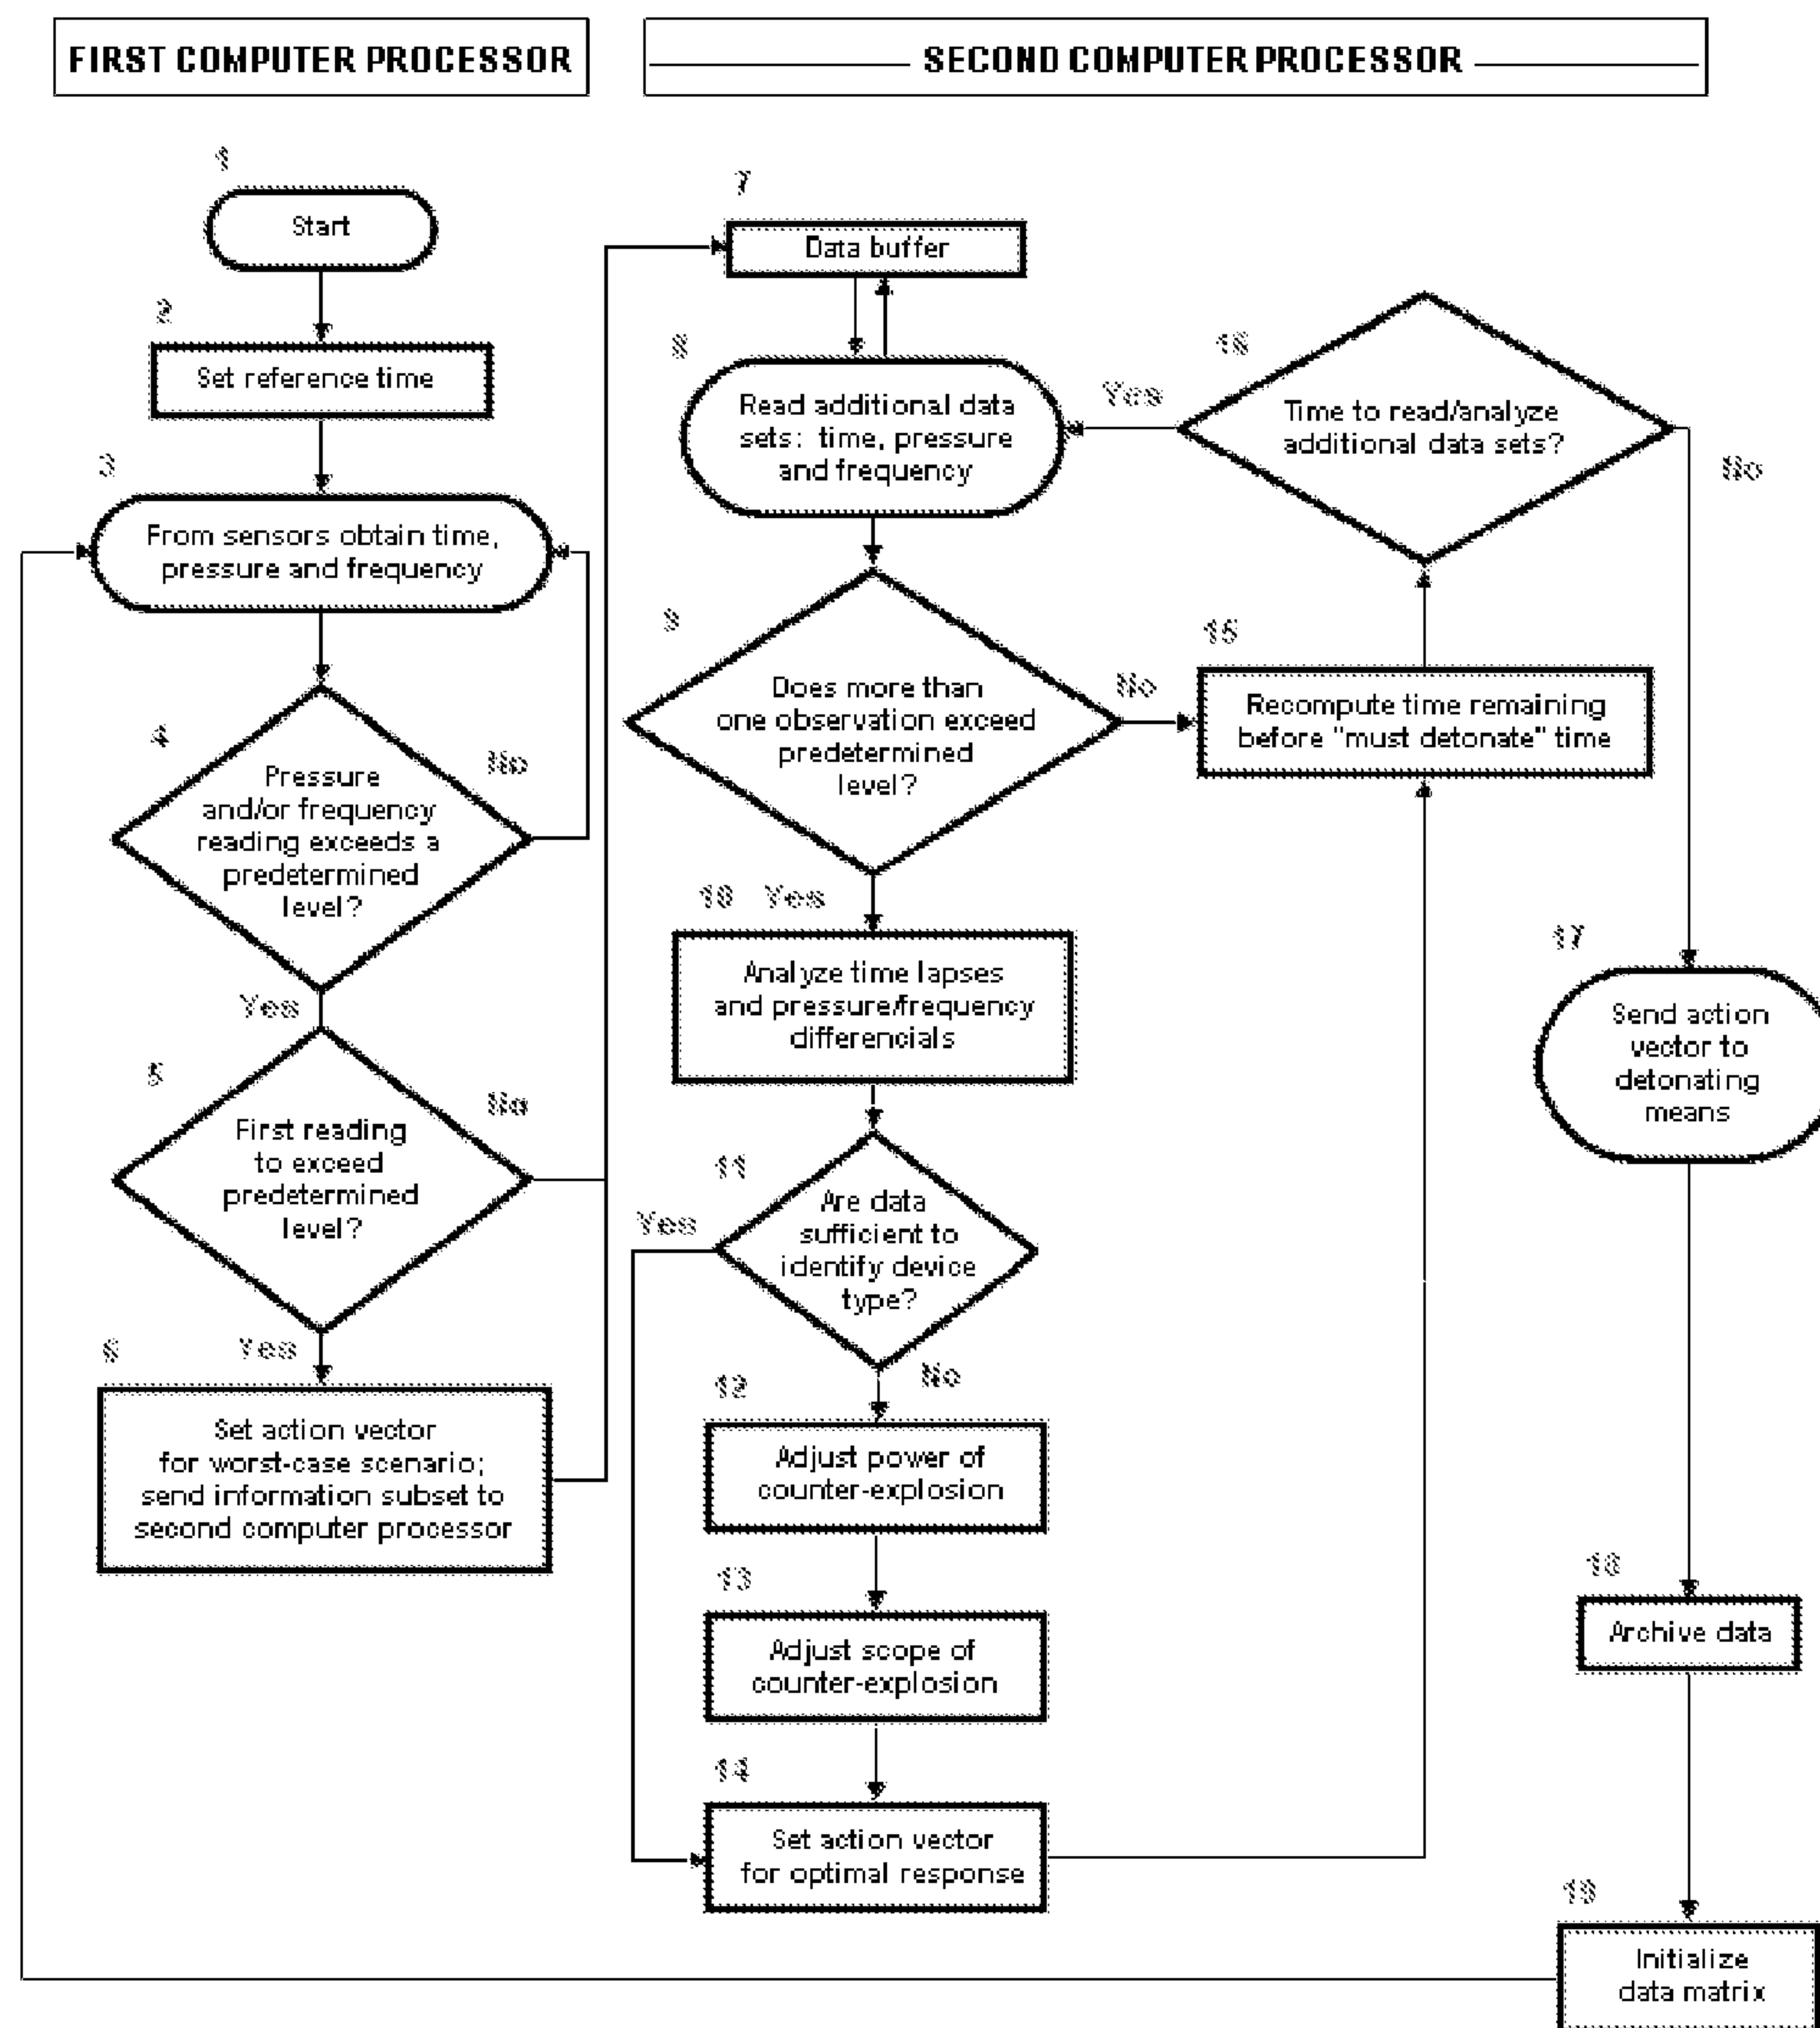 FIRST COMPUTER PROCESSOR
SECOND COMPUTER PROCESSOR
1
Start
2
Set reference time
3
From sensors obtain time,
pressure and frequency
4
No
Pressure
and/or frequency
reading exceeds a
predetermined
level?
Yes
5
No
First reading
to exceed
predetermined
level?
6
Yes
Set action vector
for worst-case scenario;
send information subset to
second computer processor
7
Data buffer
8
Read additional data
sets: time, pressure
and frequency
9
Does more than
one observation exceed
predetermined
level?
No
10 Yes
Analyze time lapses
and pressure/frequency
differencials
11
Yes
Are data
sufficient to
identify device
type?
No
12
Adjust power of
counter-explosion
13
Adjust scope of
counter-explosion
14
Set action vector
for optimal response
15
Recompute time remaining
before "must detonate" time
16
Yes
Time to read/analyze
additional data sets?
No
17
Send action
vector to
detonating
means
18
Archive data
19
Initialize
data matrix